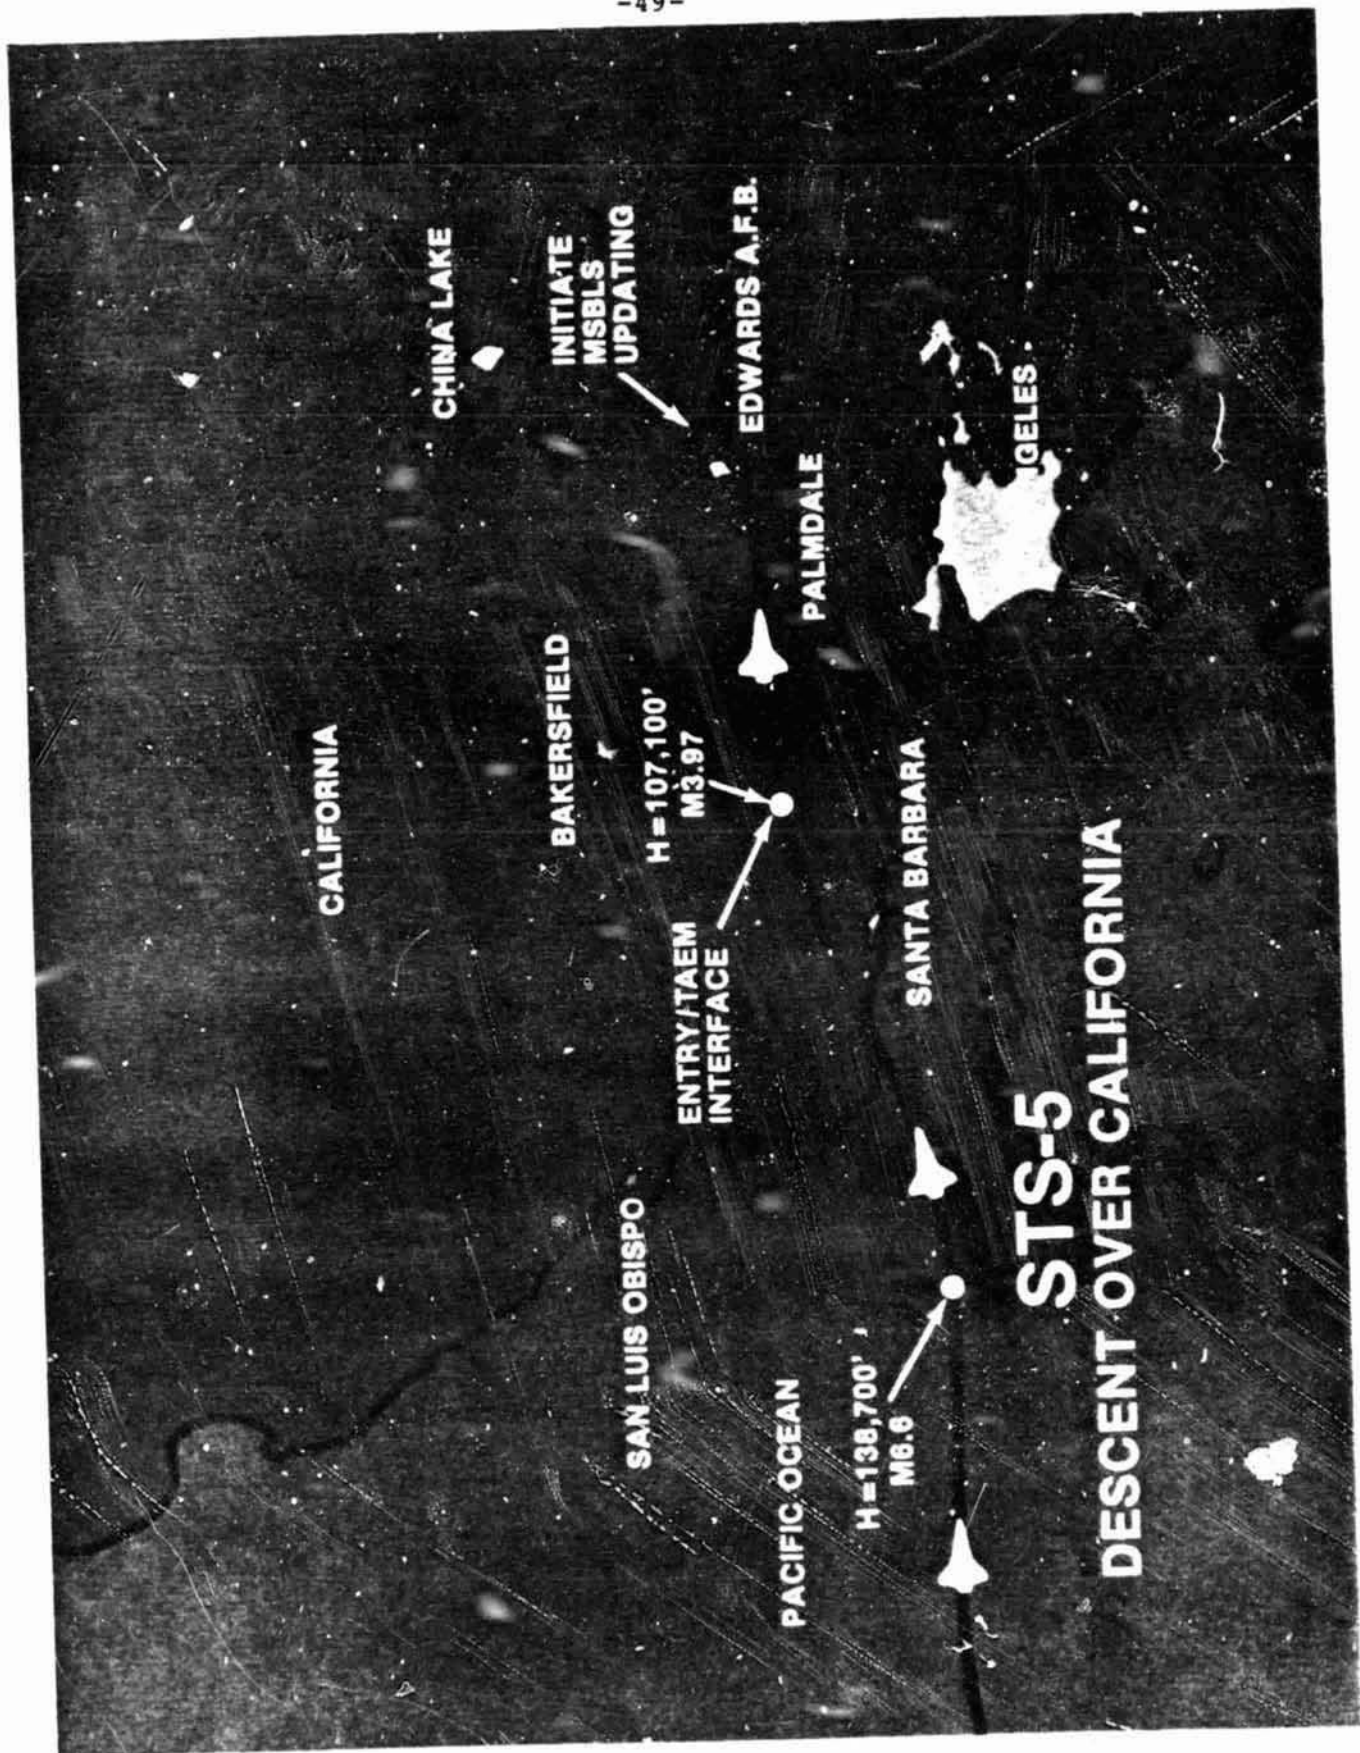 -49-
CALIFORNIA
CHINA LAKE
INITIATE
MSBLS
UPDATING
BAKERSFIELD
H=107,100'
M3.97
EDWARDS A.F.B.
PALMDALE
SAN LUIS OBISPO
ENTRY/TAEM
INTERFACE
PACIFIC OCEAN
H=138,700'
M6.6
SANTA BARBARA
GELES
STS-5
DESCENT OVER CALIFORNIA